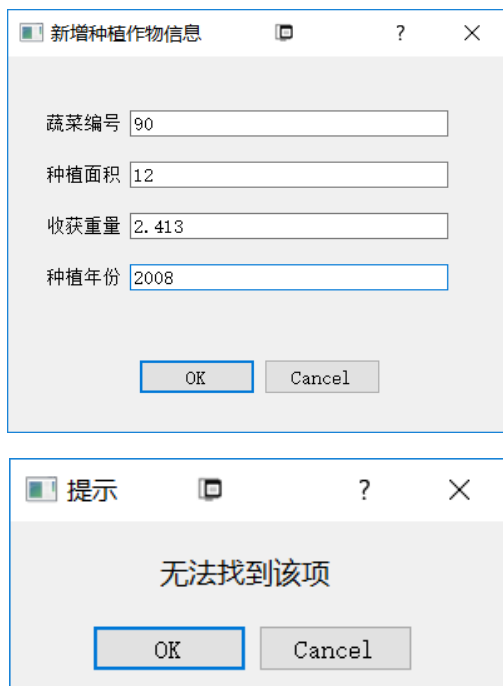 新增种植作物信息 ?
蔬菜编号 90
种植面积 12
收获重量 2.413
种植年份 2008
OK Cancel
提示 ?
无法找到该项
OK Cancel